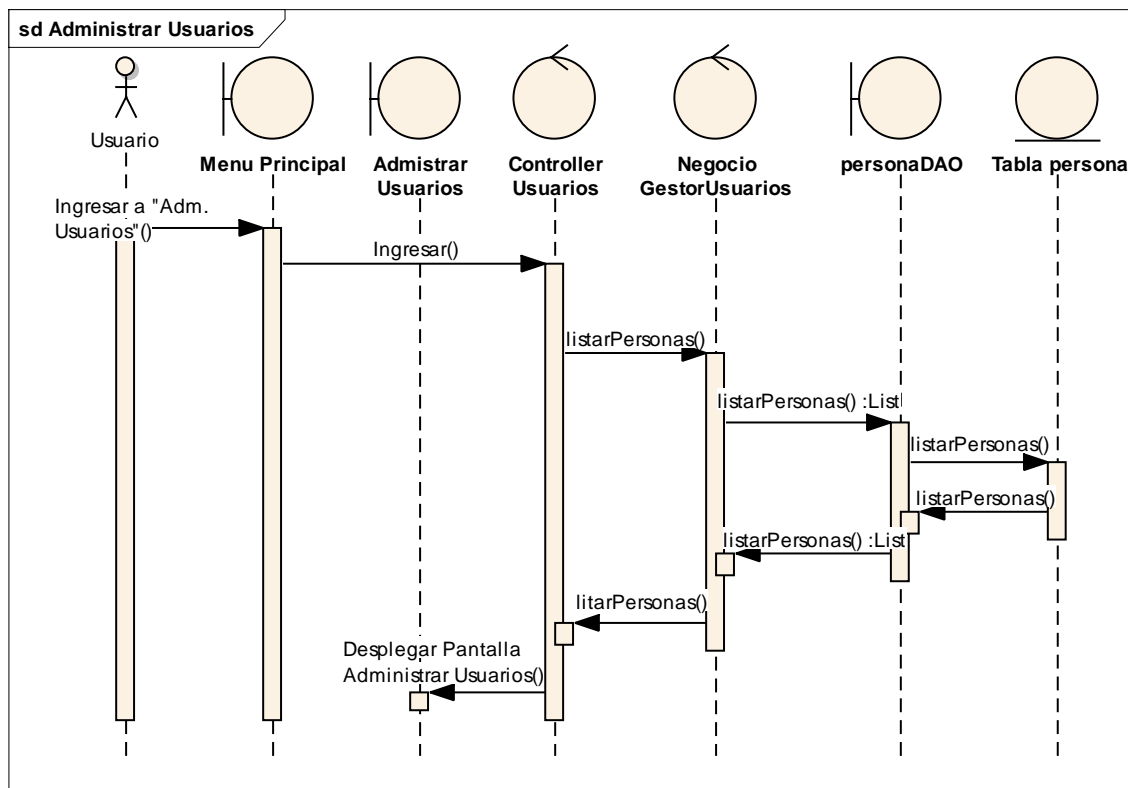 sd Administrar Usuarios
Usuario
Menu Principal
Admistrar
Usuarios
Controller
Usuarios
Negocio
GestorUsuarios
personaDAO
Tabla persona
Ingresar a "Adm.
Usuarios"()
Ingresar()
listarPersonas()
listarPersonas() :List
listarPersonas()
listarPersonas()
listarPersonas() :List
litarPersonas()
Desplegar Pantalla
Administrar Usuarios()